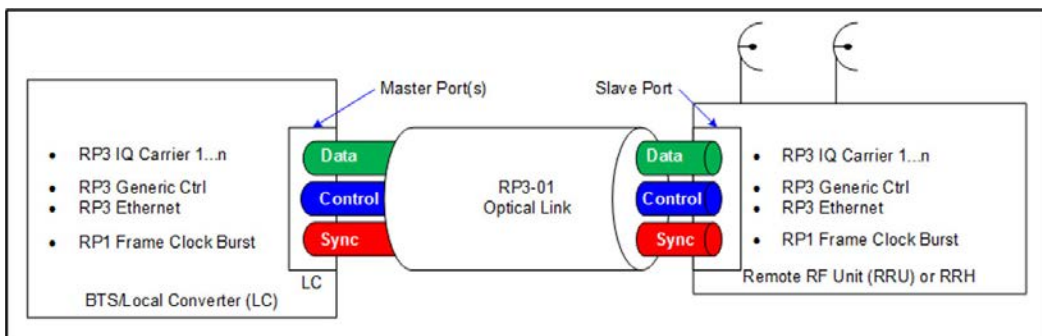 Master Port(s)
Slave Port
• RP3 IQ Carrier 1...n
• RP3 Generic Ctrl
• RP3 Ethernet
• RP1 Frame Clock Burst
BTS/Local Converter (LC)
LC
Data
Control
Sync
RP3-01
Optical Link
Data
Control
Sync
• RP3 IQ Carrier 1...n
• RP3 Generic Ctrl
• RP3 Ethernet
• RP1 Frame Clock Burst
Remote RF Unit (RRU) or RRH